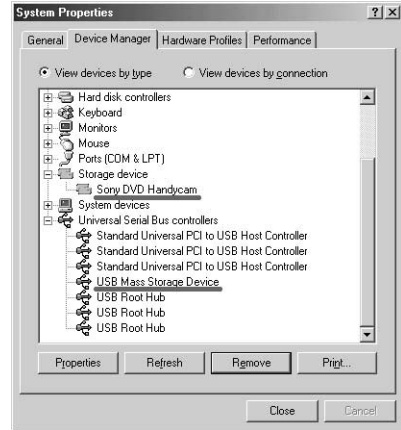 System Properties
General Device Manager Hardware Profiles Performance
View devices by type View devices by connection
Hard disk controllers
Keyboard
Monitors
Mouse
Ports (COM & LPT)
Storage device
Sony DVD Handycam
System devices
Universal Serial Bus controllers
Standard Universal PCI to USB Host Controller
Standard Universal PCI to USB Host Controller
Standard Universal PCI to USB Host Controller
USB Mass Storage Device
USB Root Hub
USB Root Hub
USB Root Hub
Properties Refresh Remove Print...
Close Cancel